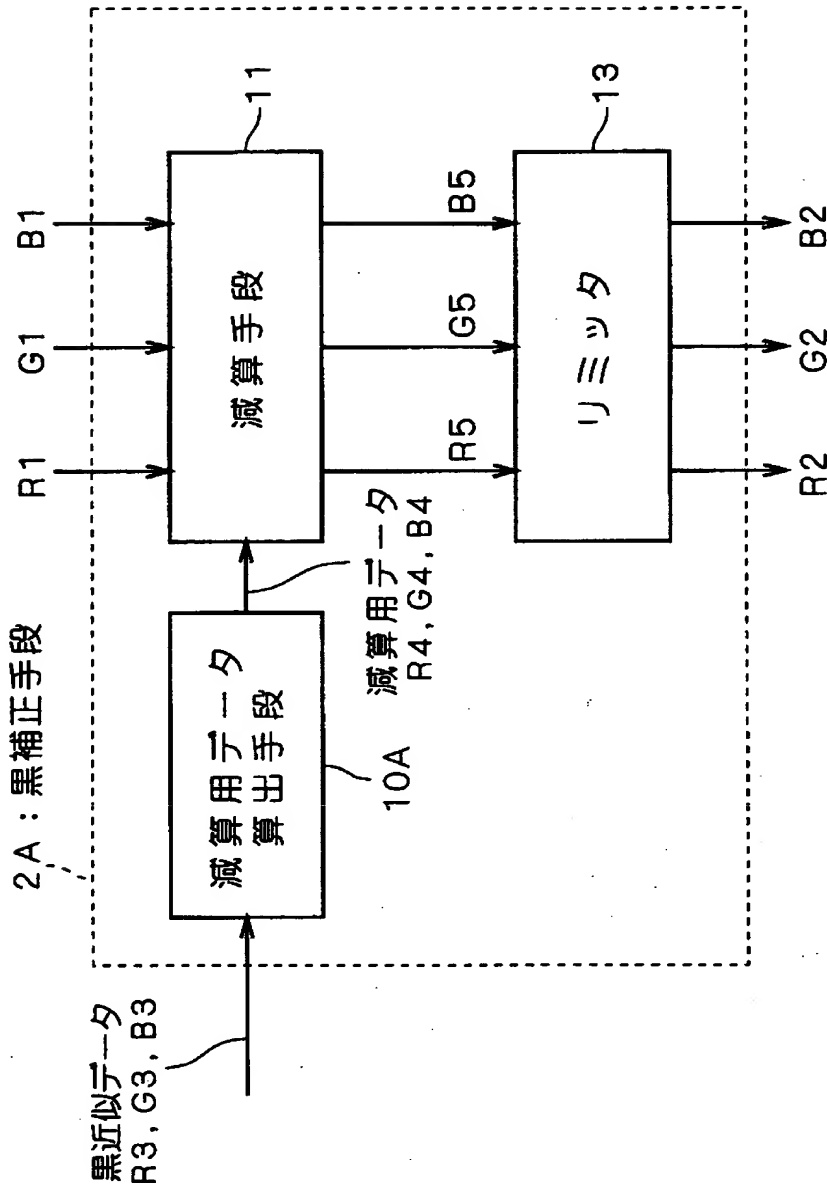 2A：黒補正手段
R1
G1
B1
黒近似データ
R3, G3, B3
減算用データ
算出手段
減算手段
11
10A
減算用データ
R4, G4, B4
R5
G5
B5
リミッタ
13
R2
G2
B2